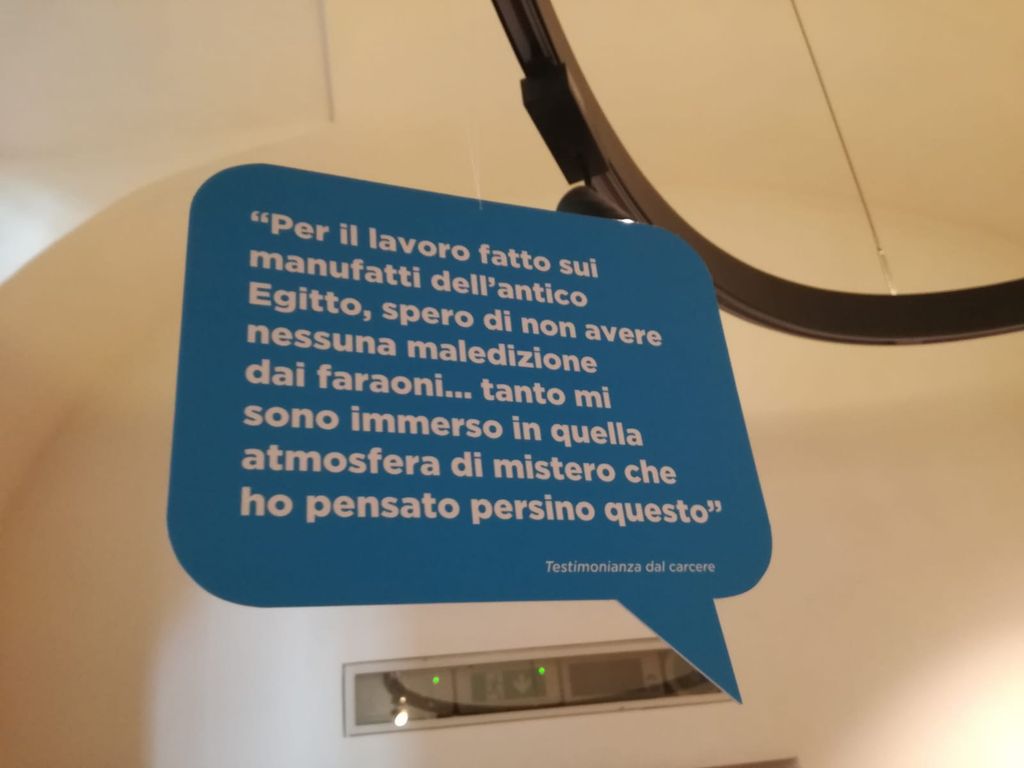 “Per il lavoro fatto sui
manufatti dell’antico
Egitto, spero di non avere
nessuna maledizione
dai faraoni... tanto mi
sono immerso in quella
atmosfera di mistero che
ho pensato persino questo”
Testimonianza dal carcere